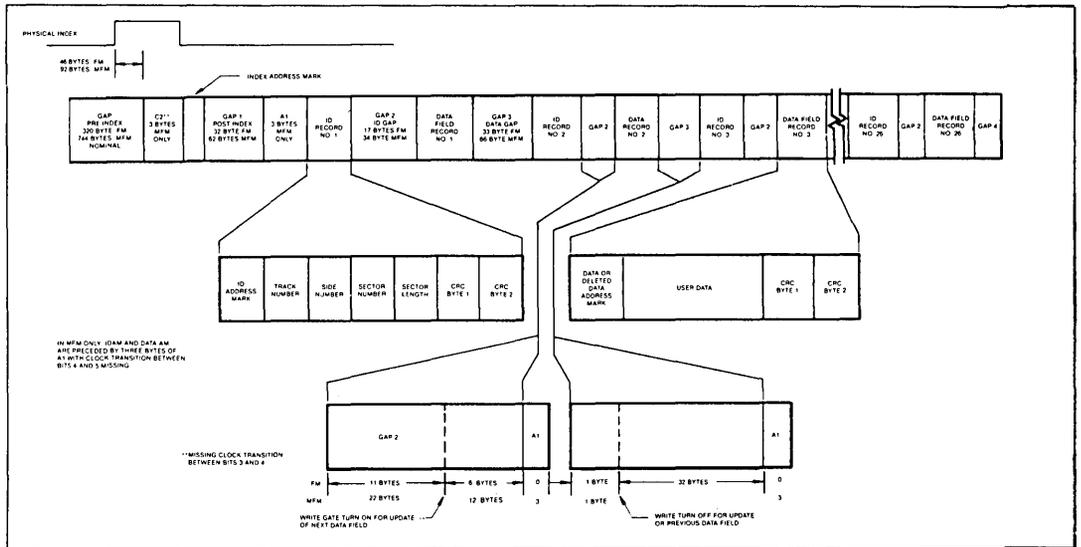 PHYSICAL INDEX
46 BYTES FM
92 BYTES MFM
INDEX ADDRESS MARK
GAP
PRE INDEX
320 BYTE FM
744 BYTES MFM
NOMINAL
C2**
3 BYTES
MFM
ONLY
GAP 1
POST INDEX
32 BYTE FM
62 BYTES MFM
A1
3 BYTES
MFM
ONLY
ID
RECORD
NO 1
GAP 2
ID GAP
17 BYTES FM
34 BYTE MFM
DATA
FIELD
RECORD
NO. 1
GAP 3
DATA GAP
33 BYTE FM
66 BYTE MFM
ID
RECORD
NO 2
GAP 2
DATA
RECORD
NO 2
GAP 3
ID
RECORD
NO 3
GAP 2
DATA FIELD
RECORD
NO 3
ID
RECORD
NO 26
GAP 2
DATA FIELD
RECORD
NO 26
GAP 4
ID
ADDRESS
MARK
TRACK
NUMBER
SIDE
NUMBER
SECTOR
NUMBER
SECTOR
LENGTH
CRC
BYTE 1
CRC
BYTE 2
DATA OR
DELETED
DATA
ADDRESS
MARK
USER DATA
CRC
BYTE 1
CRC
BYTE 2
IN MFM ONLY IDAM AND DATA AM
ARE PRECEDED BY THREE BYTES OF
A1 WITH CLOCK TRANSITION BETWEEN
BITS 4 AND 5 MISSING
GAP 2
A1
A1
**MISSING CLOCK TRANSITION
BETWEEN BITS 3 AND 4
FM 11 BYTES 6 BYTES 0 1 BYTE 32 BYTES 0
MFM 22 BYTES 12 BYTES 3 1 BYTE 3
WRITE GATE TURN ON FOR UPDATE
OF NEXT DATA FIELD
WRITE TURN OFF FOR UPDATE
OR PREVIOUS DATA FIELD